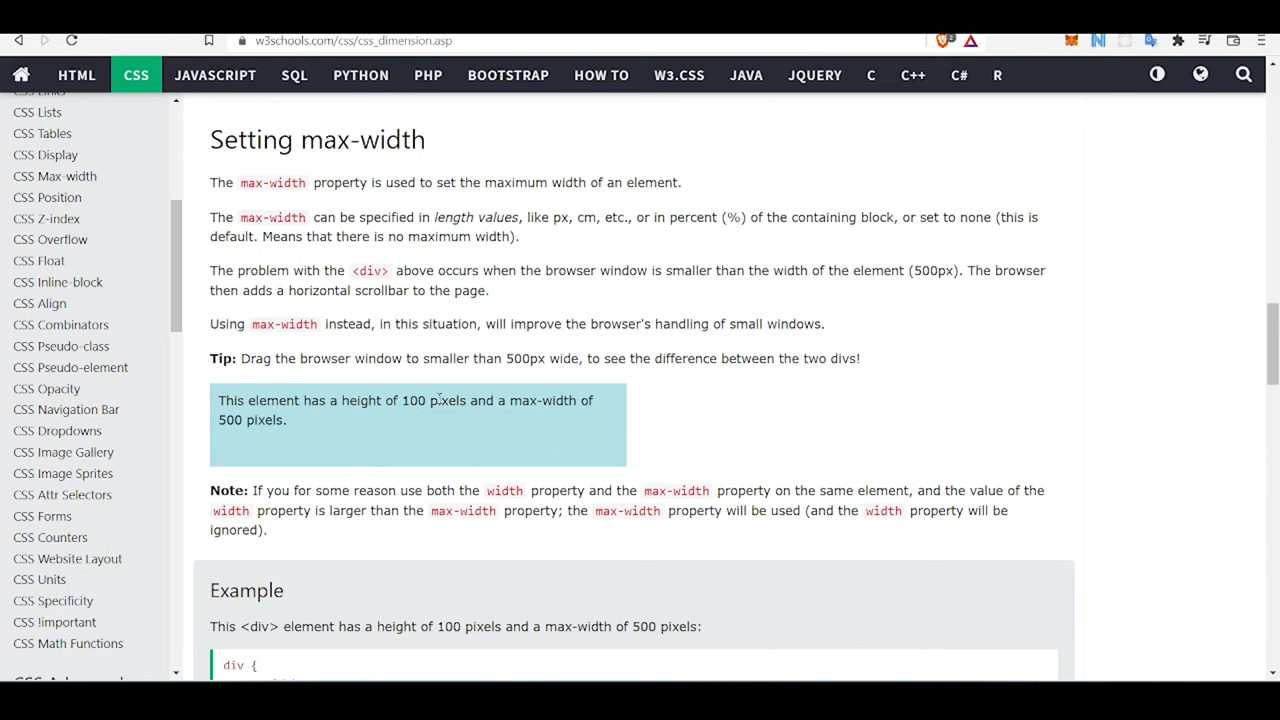 w3schools.com/css/css_dimension.asp
HTML CSS JAVASCRIPT SQL PYTHON PHP BOOTSTRAP HOW TO W3.CSS JAVA JQUERY C C++ C# R
CSS Links
CSS Lists
CSS Tables
CSS Display
CSS Max-width
CSS Position
CSS Z-index
CSS Overflow
CSS Float
CSS Inline-block
CSS Align
CSS Combinators
CSS Pseudo-class
CSS Pseudo-element
CSS Opacity
CSS Navigation Bar
CSS Dropdowns
CSS Image Gallery
CSS Image Sprites
CSS Attr Selectors
CSS Forms
CSS Counters
CSS Website Layout
CSS Units
CSS Specificity
CSS !important
CSS Math Functions
Setting max-width
The max-width property is used to set the maximum width of an element.
The max-width can be specified in length values, like px, cm, etc., or in percent (%) of the containing block, or set to none (this is
default. Means that there is no maximum width).
The problem with the <div> above occurs when the browser window is smaller than the width of the element (500px). The browser
then adds a horizontal scrollbar to the page.
Using max-width instead, in this situation, will improve the browser's handling of small windows.
Tip: Drag the browser window to smaller than 500px wide, to see the difference between the two divs!
This element has a height of 100 pixels and a max-width of
500 pixels.
Note: If you for some reason use both the width property and the max-width property on the same element, and the value of the
width property is larger than the max-width property; the max-width property will be used (and the width property will be
ignored).
Example
This <div> element has a height of 100 pixels and a max-width of 500 pixels:
div {